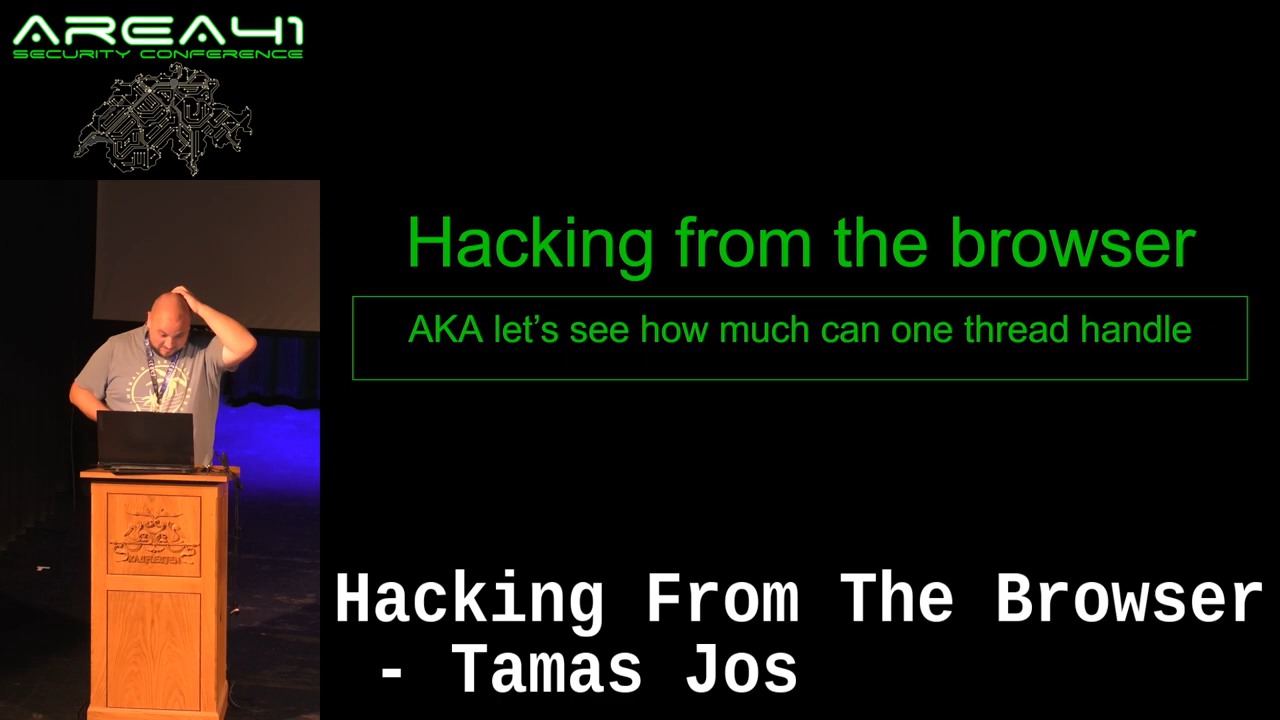 AREA41
SECURITY CONFERENCE
Hacking from the browser
AKA let’s see how much can one thread handle
Hacking From The Browser
- Tamas Jos